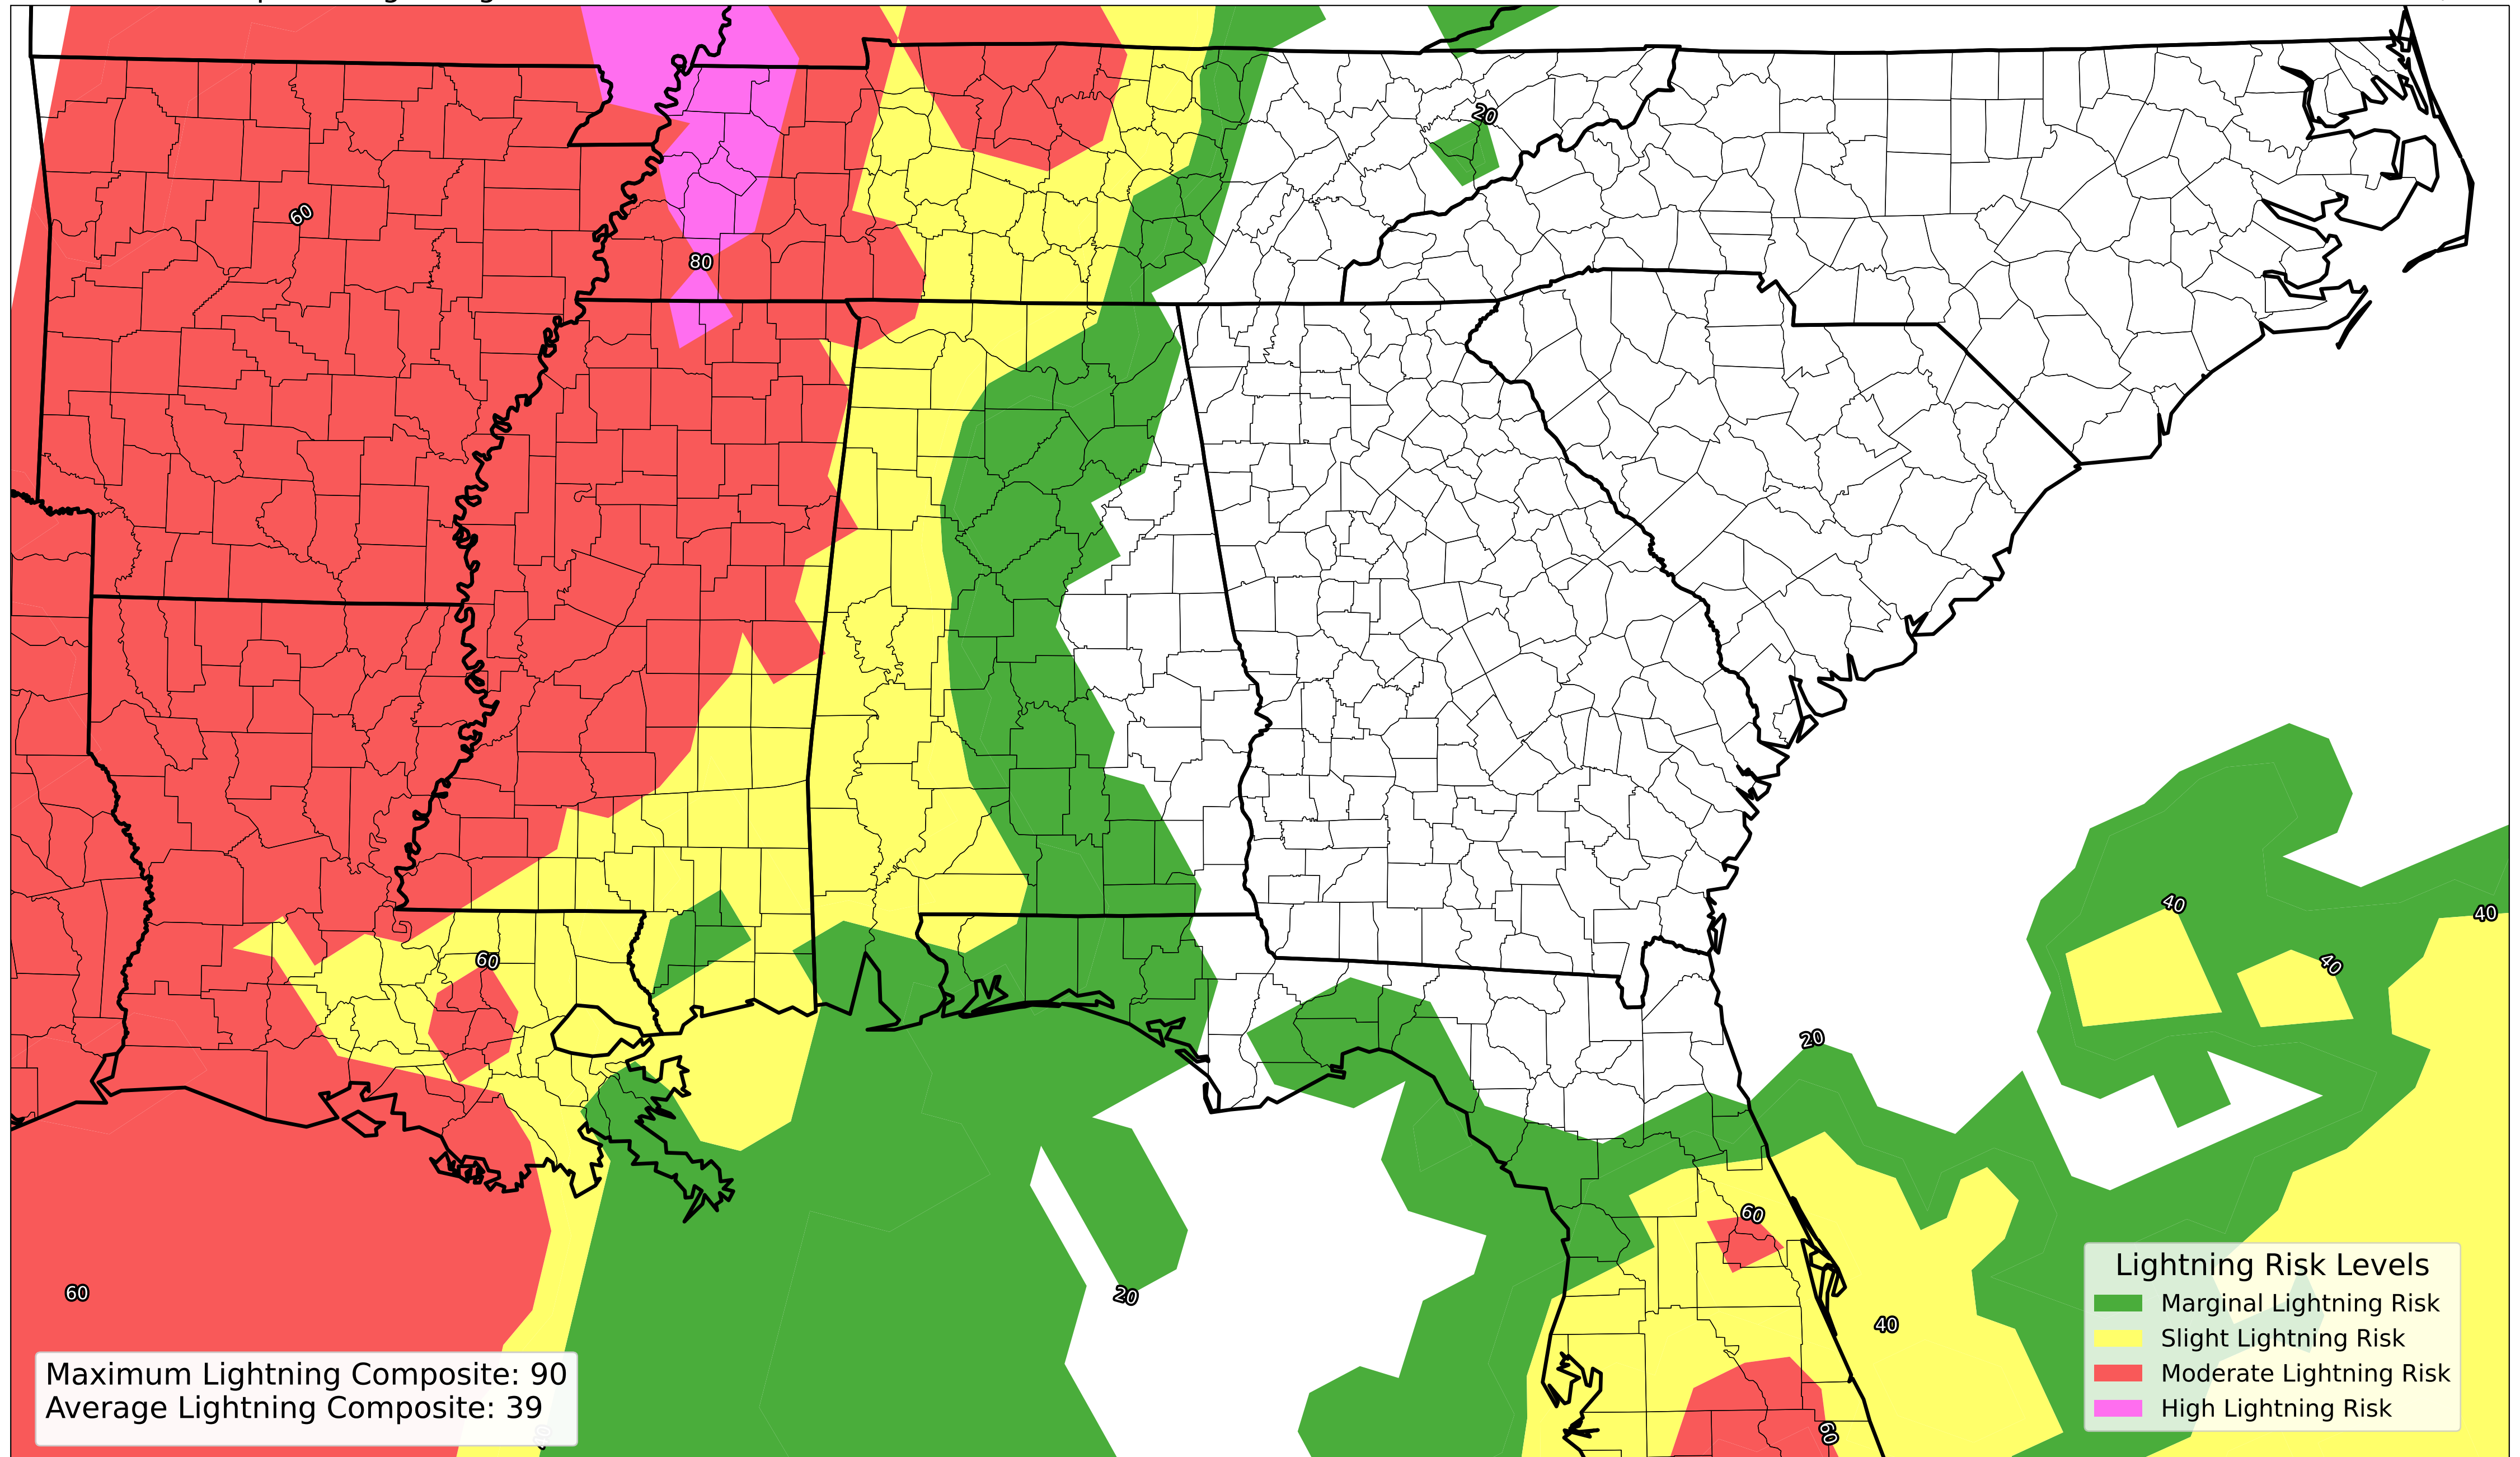 20
60
80
40
40
60
40
20
60
60
20
40
60
Lightning Risk Levels
Marginal Lightning Risk
Slight Lightning Risk
Moderate Lightning Risk
High Lightning Risk
Maximum Lightning Composite: 90
Average Lightning Composite: 39